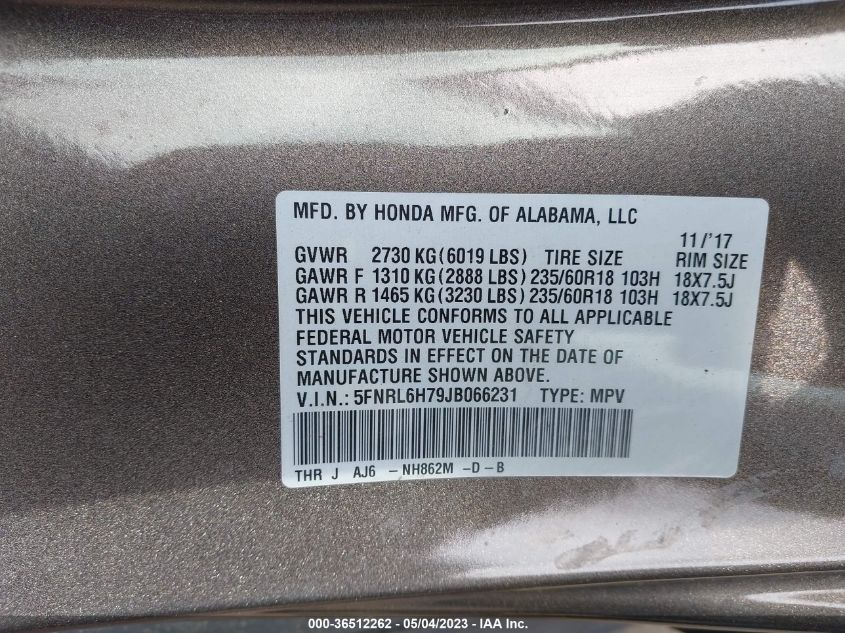 MFD. BY HONDA MFG. OF ALABAMA, LLC
11/'17
GVWR 2730 KG(6019 LBS) TIRE SIZE RIM SIZE
GAWR F 1310 KG(2888 LBS) 235/60R18 103H 18X7.5J
GAWR R 1465 KG(3230 LBS) 235/60R18 103H 18X7.5J
THIS VEHICLE CONFORMS TO ALL APPLICABLE
FEDERAL MOTOR VEHICLE SAFETY
STANDARDS IN EFFECT ON THE DATE OF
MANUFACTURE SHOWN ABOVE.
V.I.N.: 5FNRL6H79JB066231 TYPE: MPV
THR J AJ6 -NH862M -D-B
000-36512262 - 05/04/2023 - IAA Inc.